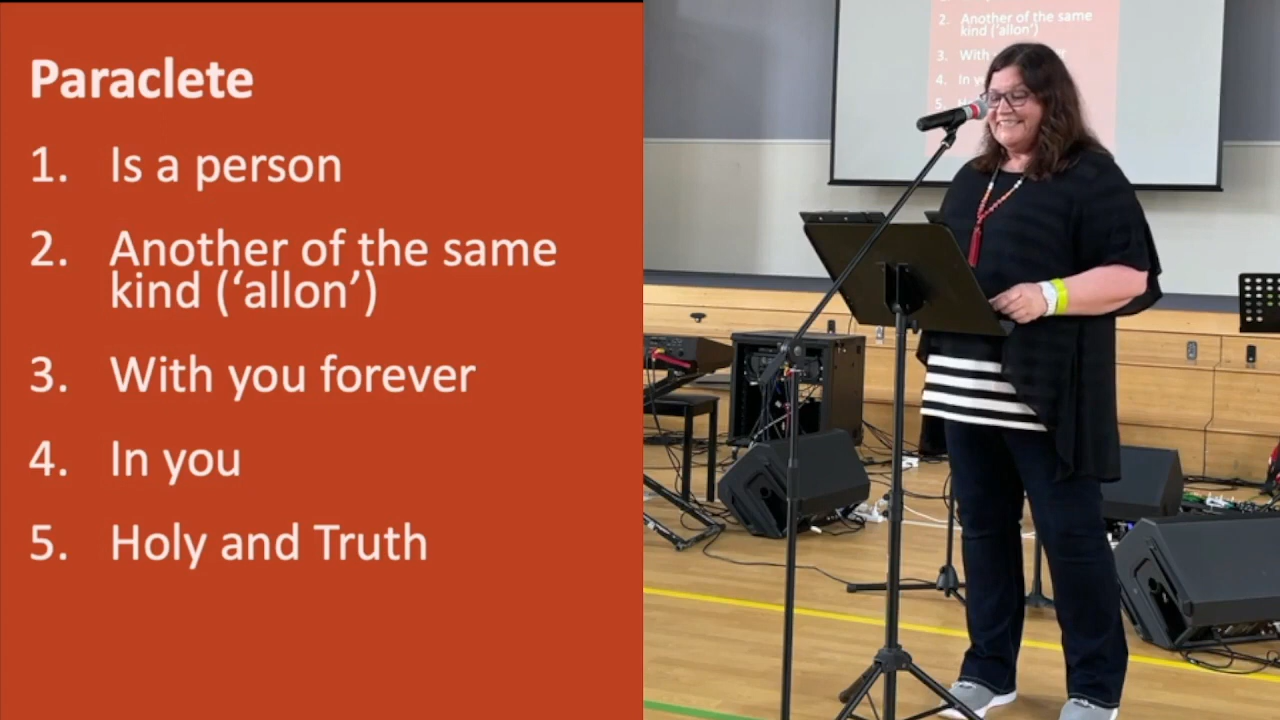 Paraclete
1. Is a person
2. Another of the same
kind (‘allon’)
3. With you forever
4. In you
5. Holy and Truth
2. Another of the same
kind (‘allon’)
3. With
4. In
5.